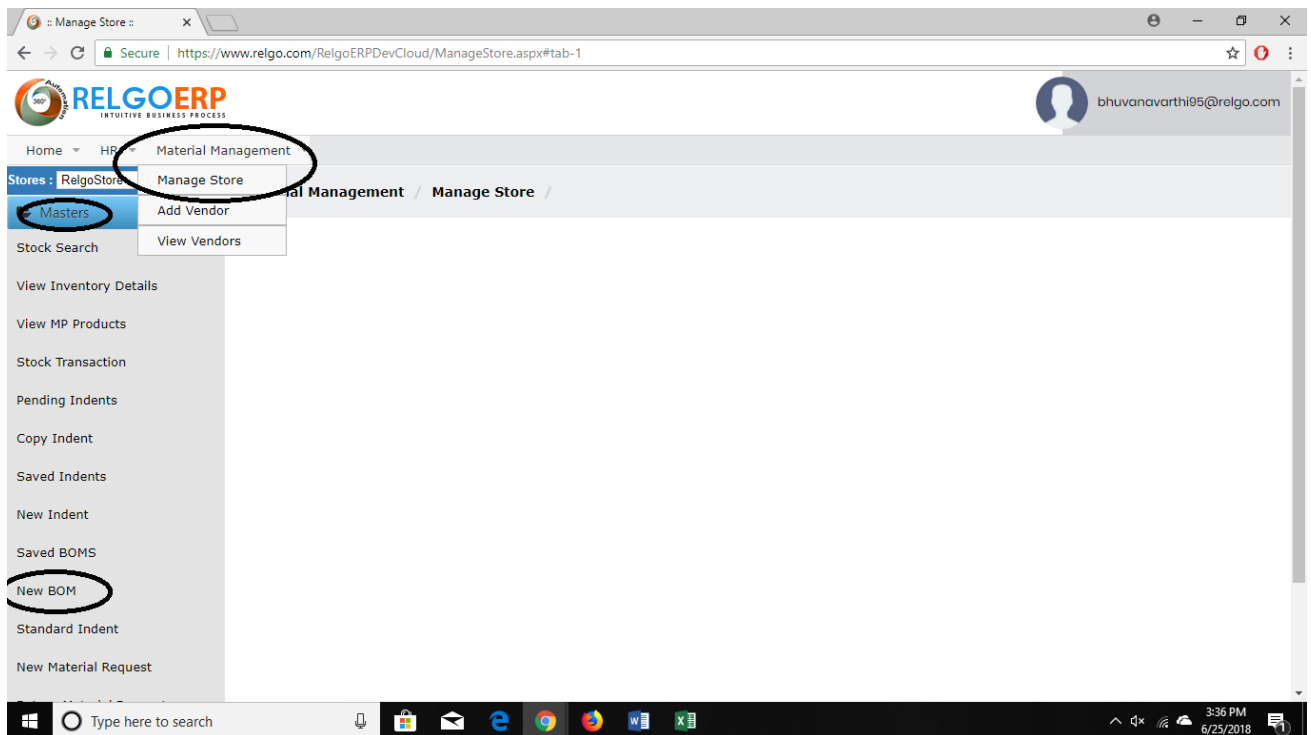 :: Manage Store ::
Secure | https://www.relgo.com/RelgoERPDevCloud/ManageStore.aspx#tab-1
360°
Automation
RELGOERP
INTUITIVE BUSINESS PROCESS
bhuvanavarthi95@relgo.com
Home HR Material Management
Stores : RelgoStore
Manage Store
Management / Manage Store /
Masters
Add Vendor
View Vendors
Stock Search
View Inventory Details
View MP Products
Stock Transaction
Pending Indents
Copy Indent
Saved Indents
New Indent
Saved BOMS
New BOM
Standard Indent
New Material Request
Type here to search
3:36 PM
6/25/2018
1